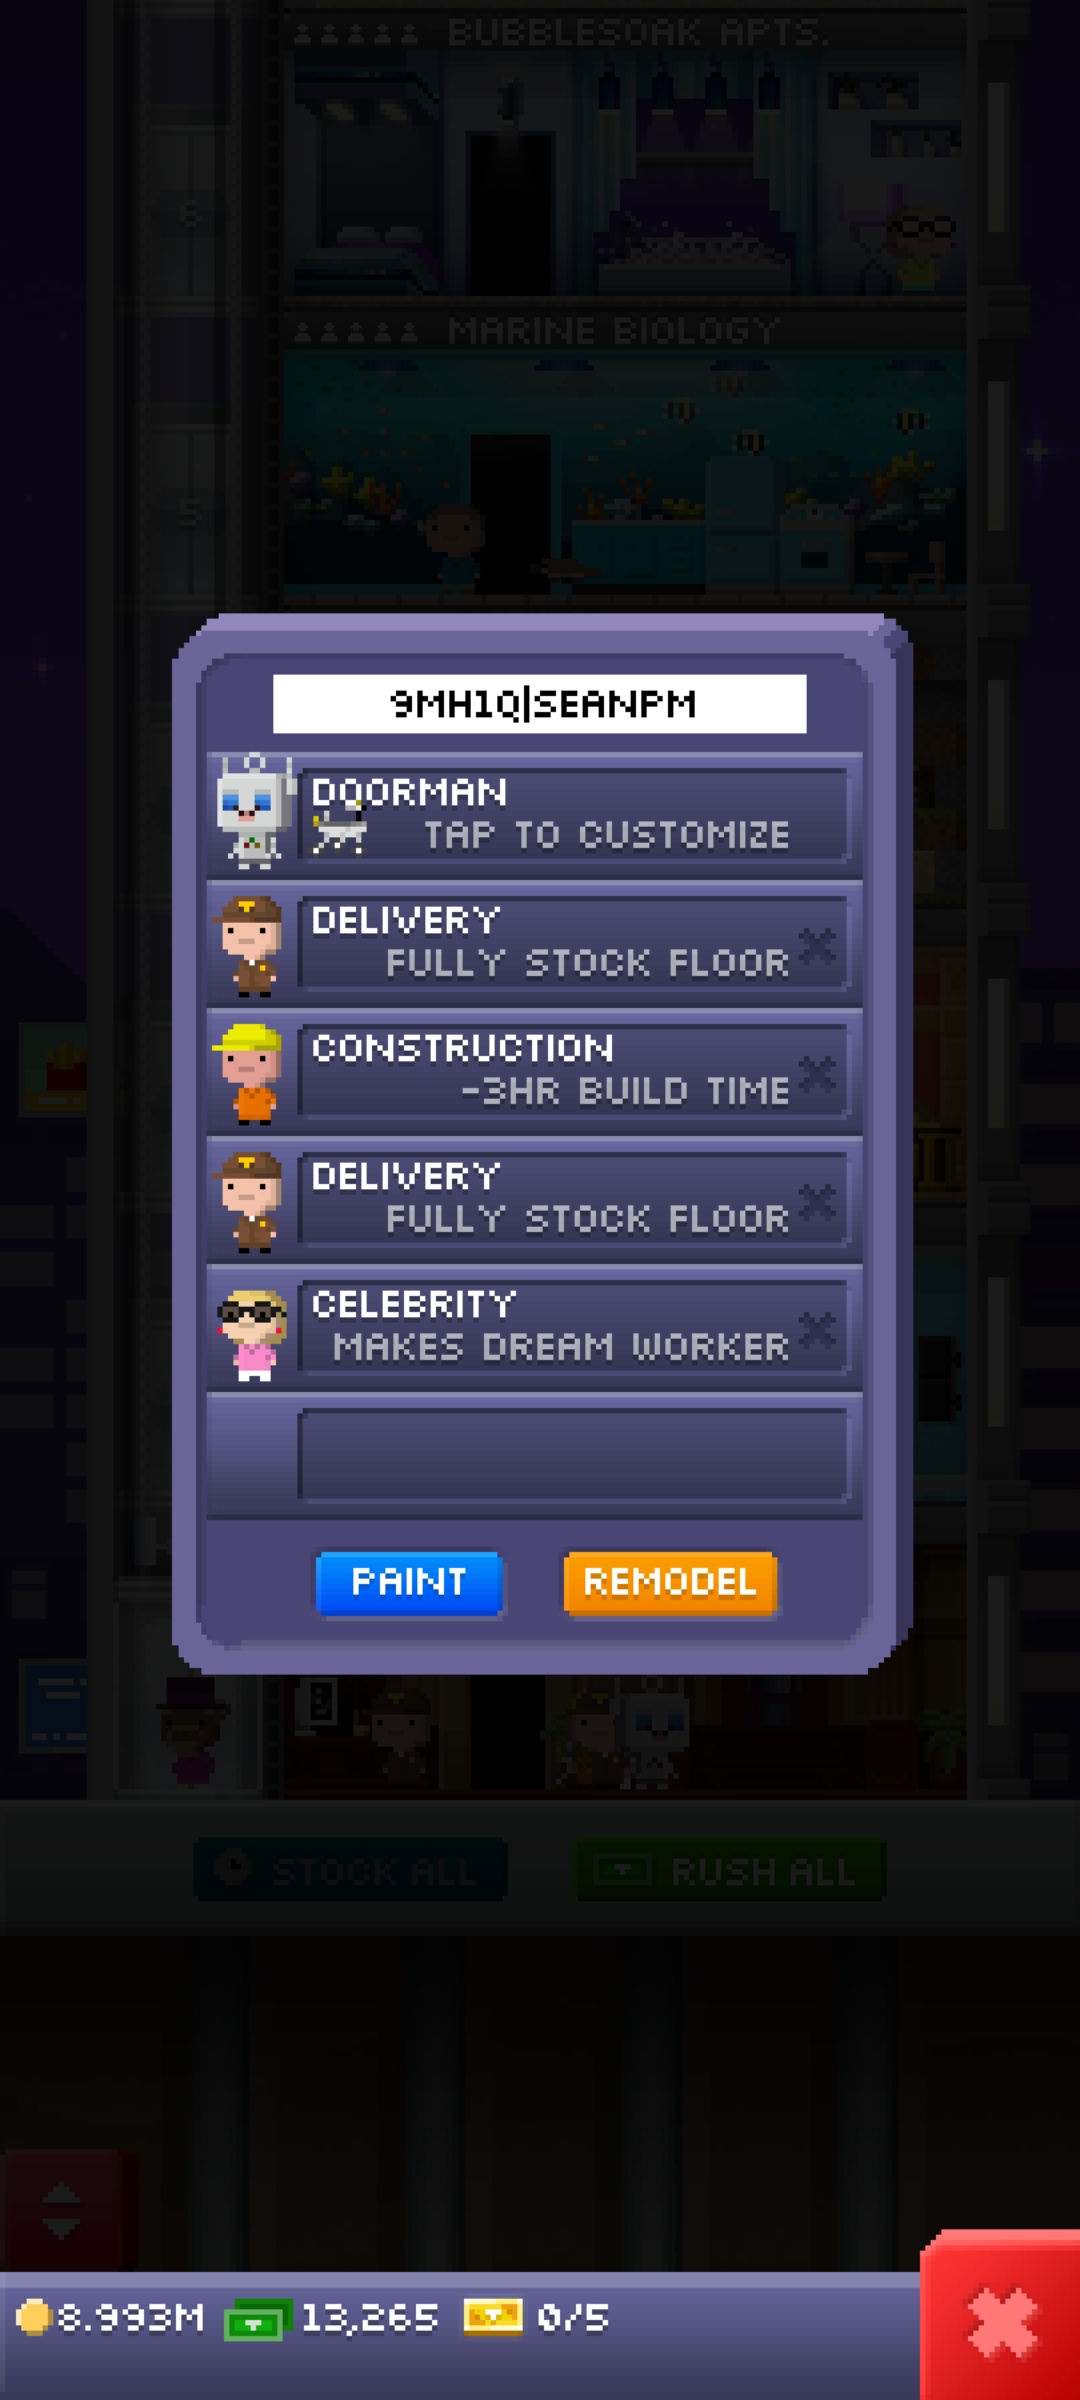 BUBBLESOAK APTS.
6
MARINE BIOLOGY
5
9MH1Q|SEANPM
DOORMAN
TAP TO CUSTOMIZE
DELIVERY
FULLY STOCK FLOOR
CONSTRUCTION
-3HR BUILD TIME
DELIVERY
FULLY STOCK FLOOR
CELEBRITY
MAKES DREAM WORKER
PAINT
REMODEL
STOCK ALL
RUSH ALL
8.993M
13,265
0/5